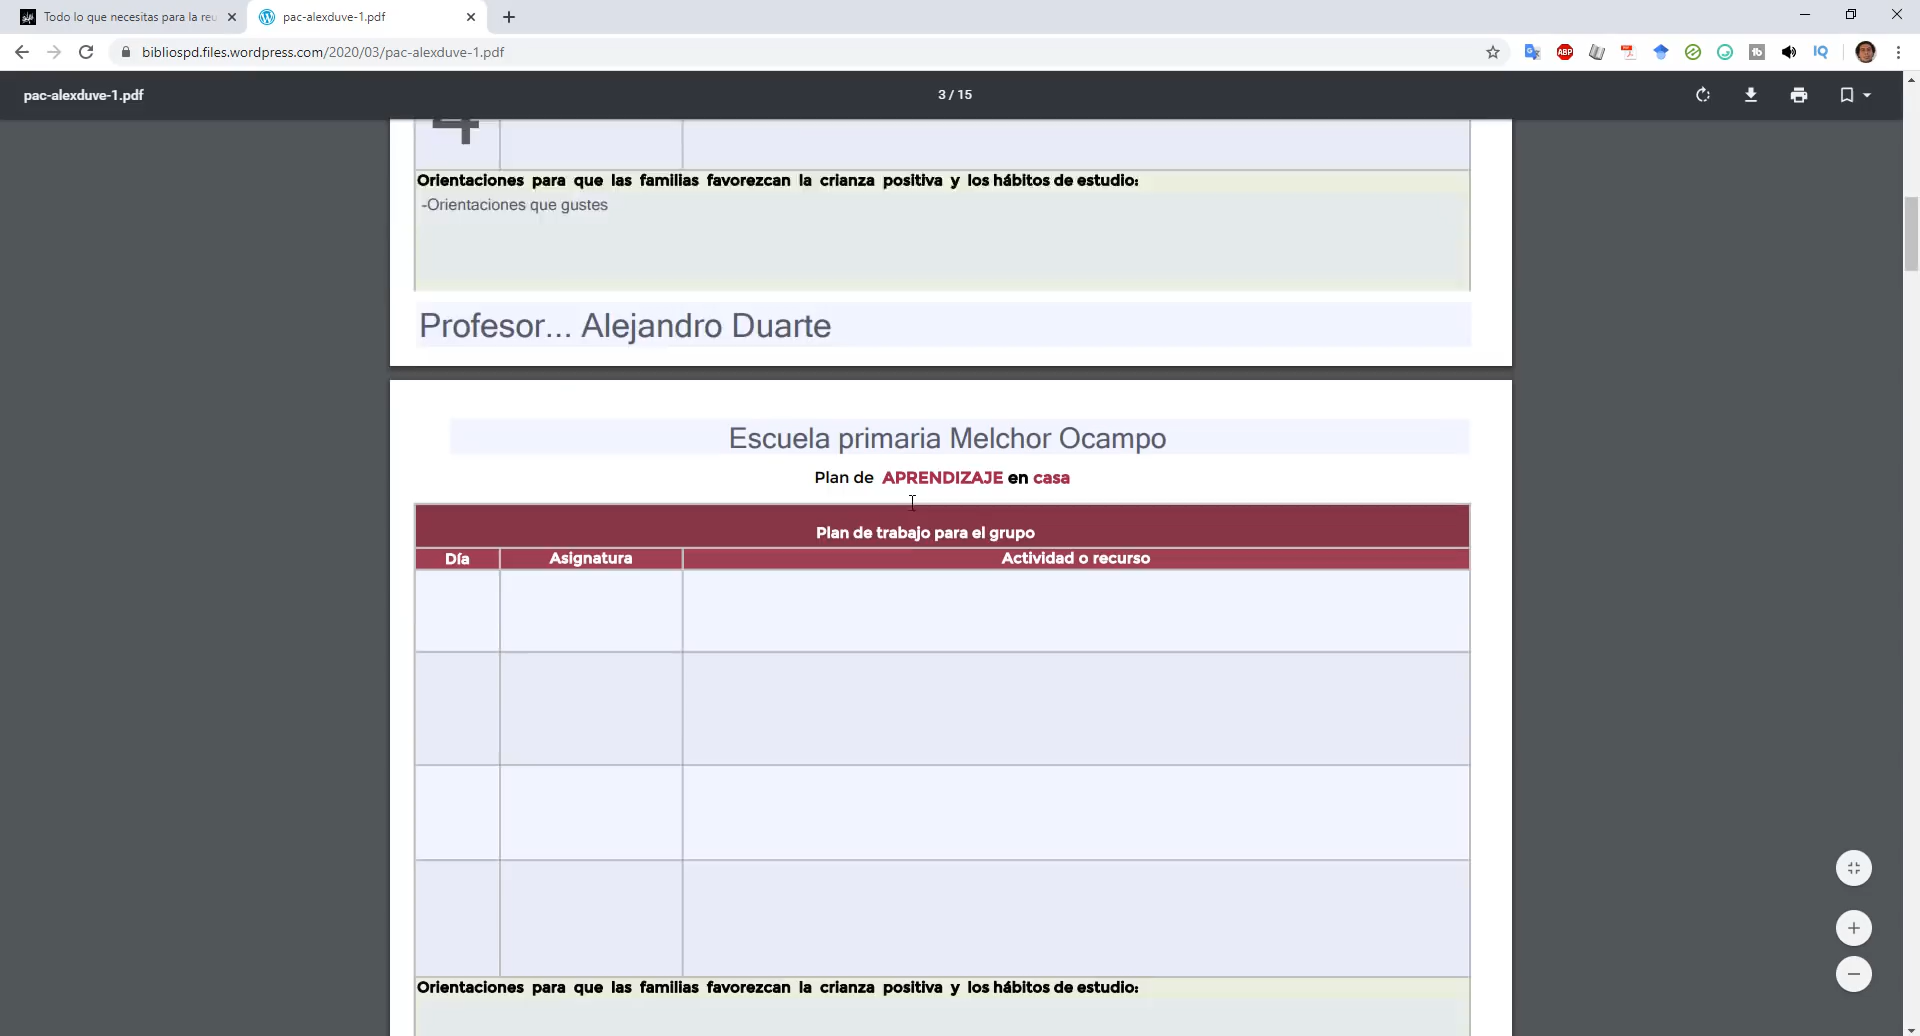 Todo lo que necesitas para la reu
pac-alexduve-1.pdf
bibliospd.files.wordpress.com/2020/03/pac-alexduve-1.pdf
ABP
tb
IQ
pac-alexduve-1.pdf
3 / 15
4
Orientaciones para que las familias favorezcan la crianza positiva y los hábitos de estudio:
-Orientaciones que gustes
Profesor... Alejandro Duarte
Escuela primaria Melchor Ocampo
Plan de APRENDIZAJE en casa
Plan de trabajo para el grupo
Día Asignatura Actividad o recurso
Orientaciones para que las familias favorezcan la crianza positiva y los hábitos de estudio: